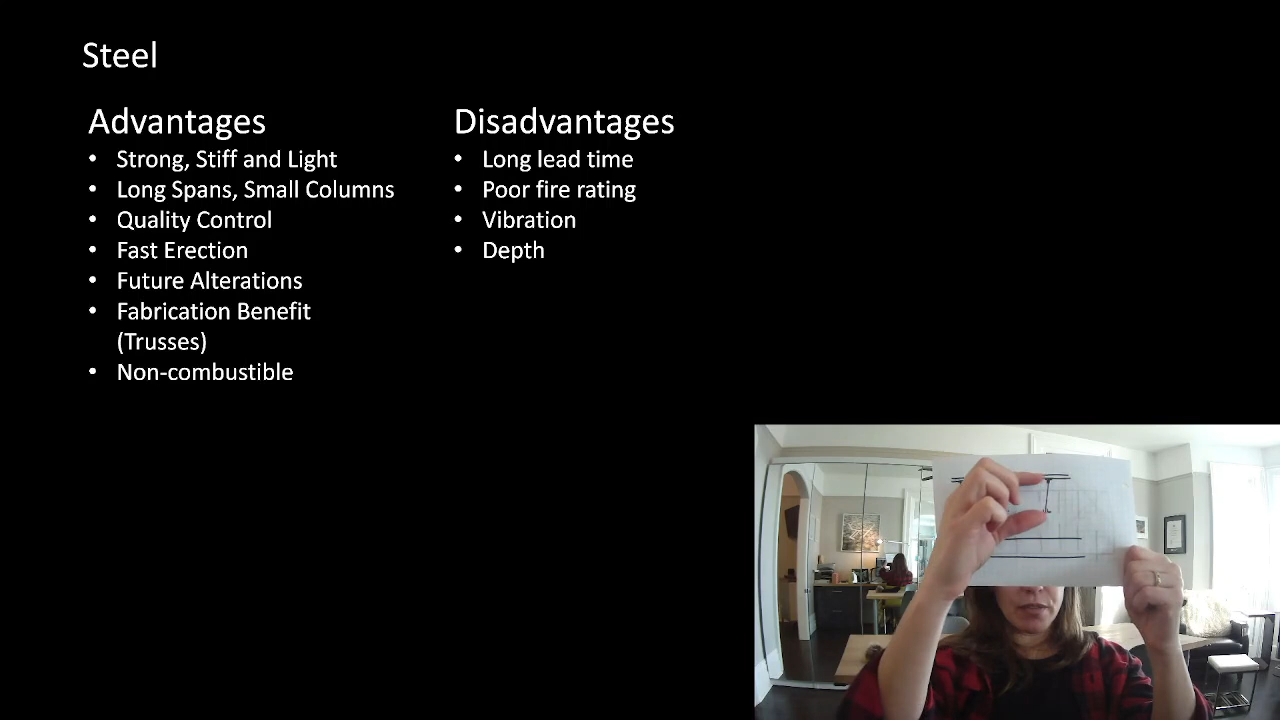 Steel
Advantages
• Strong, Stiff and Light
• Long Spans, Small Columns
• Quality Control
• Fast Erection
• Future Alterations
• Fabrication Benefit
(Trusses)
• Non-combustible
Disadvantages
• Long lead time
• Poor fire rating
• Vibration
• Depth